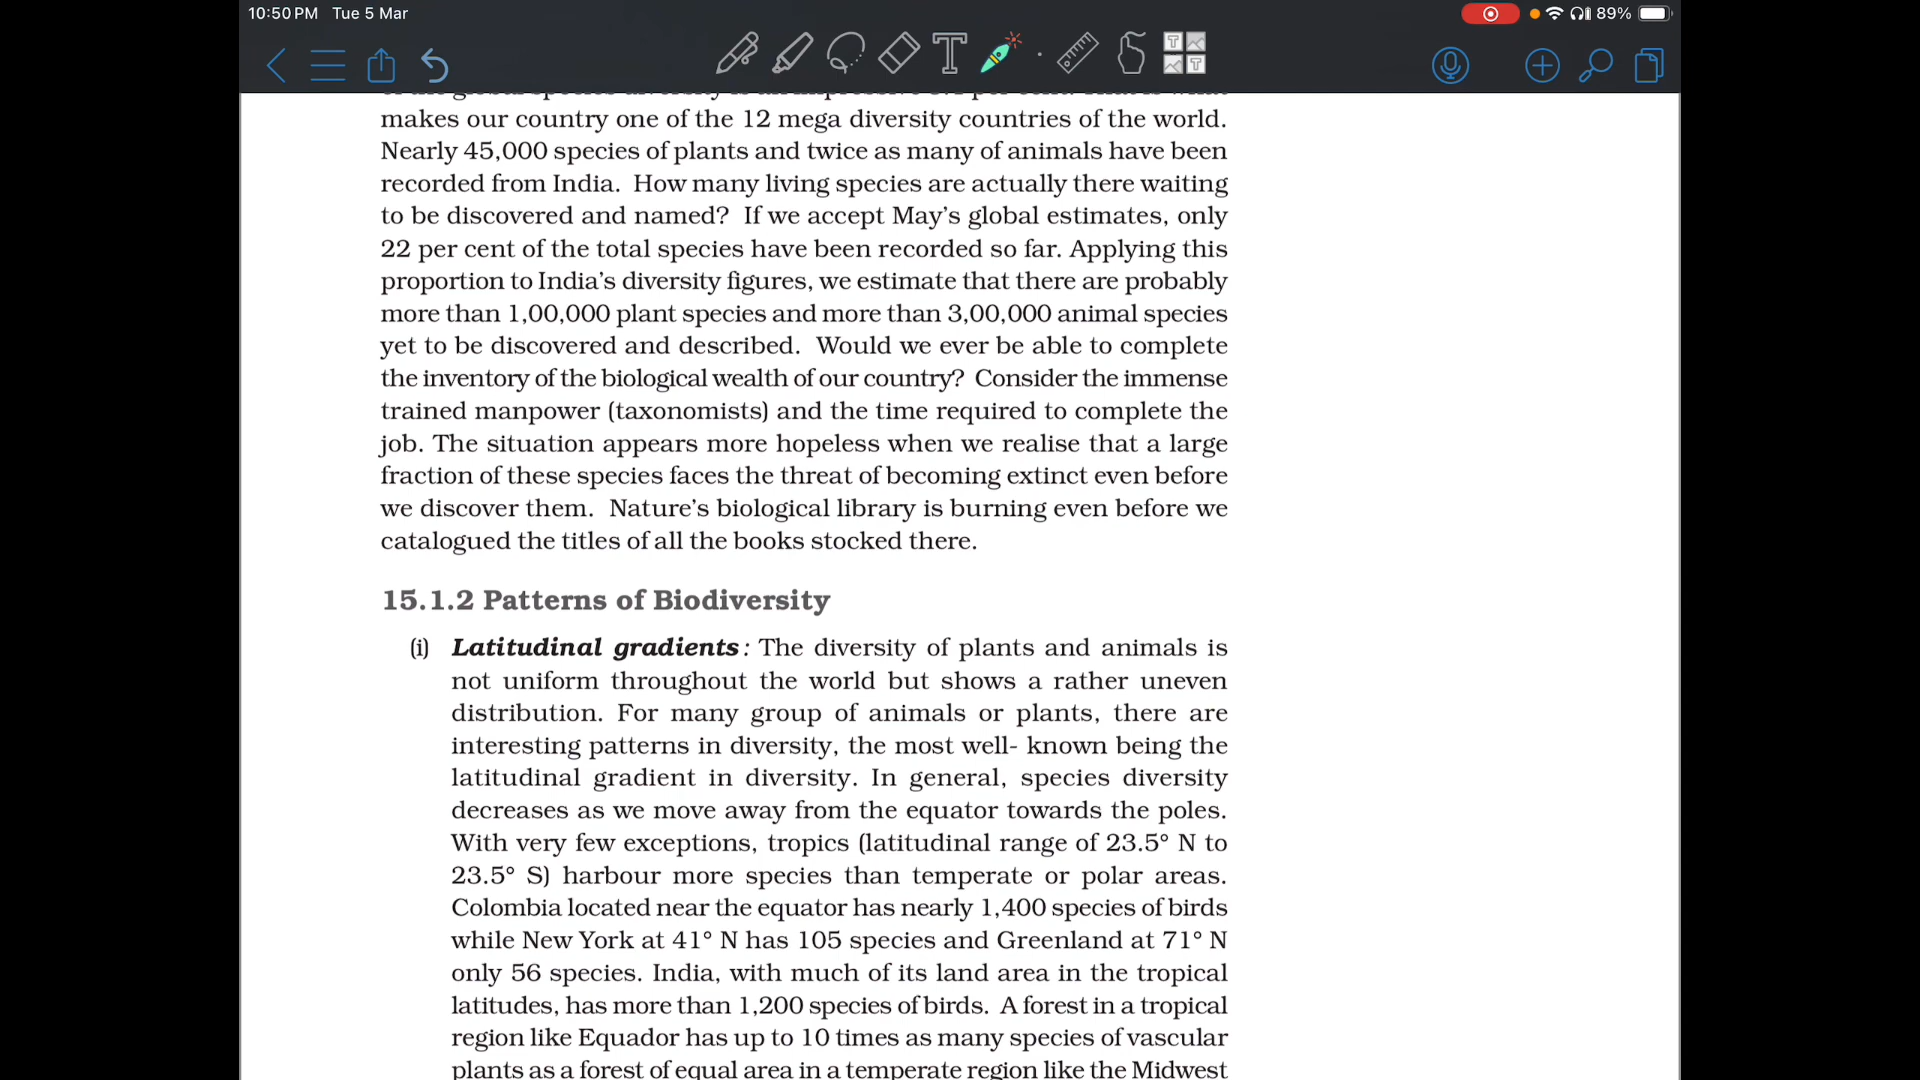 10:50 PM Tue 5 Mar
89%
makes our country one of the 12 mega diversity countries of the world.
Nearly 45,000 species of plants and twice as many of animals have been
recorded from India. How many living species are actually there waiting
to be discovered and named? If we accept May's global estimates, only
22 per cent of the total species have been recorded so far. Applying this
proportion to India's diversity figures, we estimate that there are probably
more than 1,00,000 plant species and more than 3,00,000 animal species
yet to be discovered and described. Would we ever be able to complete
the inventory of the biological wealth of our country? Consider the immense
trained manpower (taxonomists) and the time required to complete the
job. The situation appears more hopeless when we realise that a large
fraction of these species faces the threat of becoming extinct even before
we discover them. Nature's biological library is burning even before we
catalogued the titles of all the books stocked there.
15.1.2 Patterns of Biodiversity
(i) Latitudinal gradients: The diversity of plants and animals is
not uniform throughout the world but shows a rather uneven
distribution. For many group of animals or plants, there are
interesting patterns in diversity, the most well- known being the
latitudinal gradient in diversity. In general, species diversity
decreases as we move away from the equator towards the poles.
With very few exceptions, tropics (latitudinal range of 23.5° N to
23.5° S) harbour more species than temperate or polar areas.
Colombia located near the equator has nearly 1,400 species of birds
while New York at 41° N has 105 species and Greenland at 71° N
only 56 species. India, with much of its land area in the tropical
latitudes, has more than 1,200 species of birds. A forest in a tropical
region like Equador has up to 10 times as many species of vascular
plants as a forest of equal area in a temperate region like the Midwest